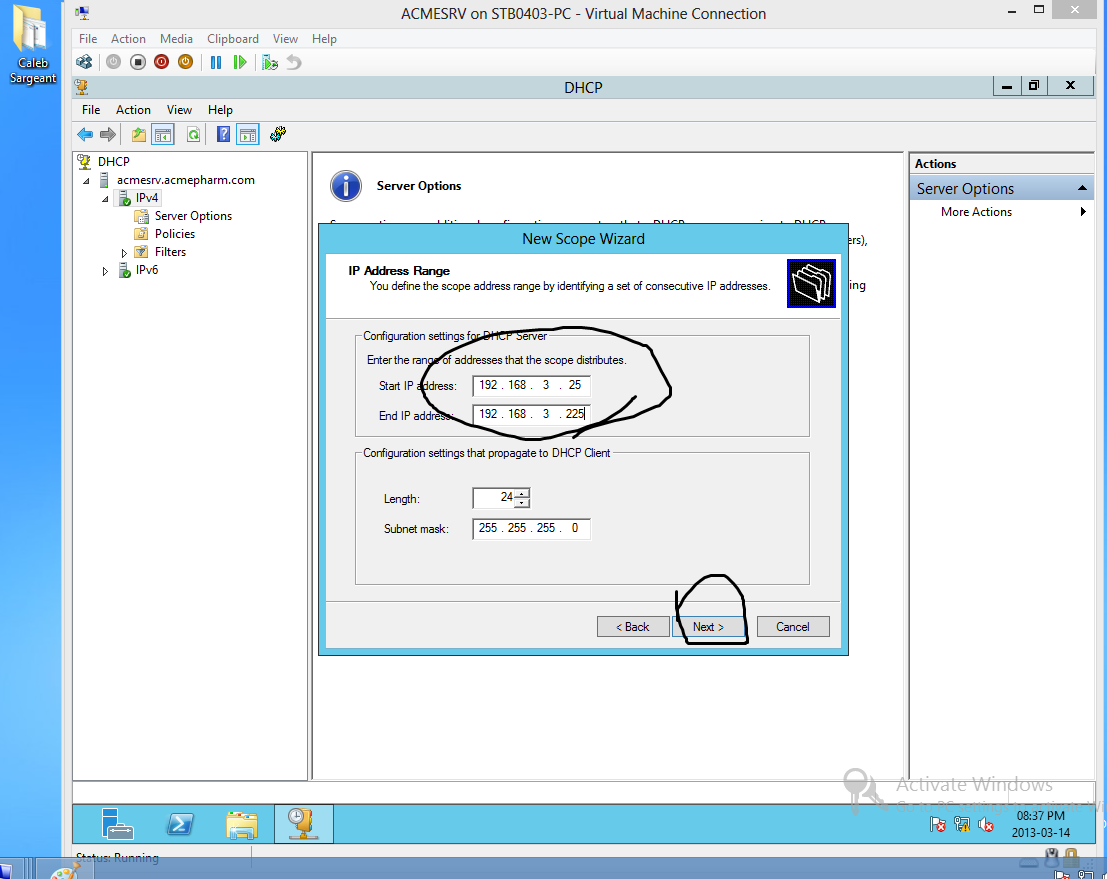 ACMESRV on STB0403-PC - Virtual Machine Connection
Caleb
Sargeant
File Action Media Clipboard View Help
DHCP
File Action View Help
DHCP
acmesrv.acmepharm.com
IPv4
Server Options
Policies
Filters
IPv6
Server Options
ers),
ing
Actions
Server Options
More Actions
New Scope Wizard
IP Address Range
You define the scope address range by identifying a set of consecutive IP addresses.
Configuration settings for DHCP Server
Enter the range of addresses that the scope distributes.
Start IP address: 192 . 168 . 3 . 25
End IP address: 192 . 168 . 3 . 225
Configuration settings that propagate to DHCP Client
Length: 24
Subnet mask: 255 . 255 . 255 . 0
< Back Next > Cancel
Activate Windows
08:37 PM
2013-03-14
Status: Running